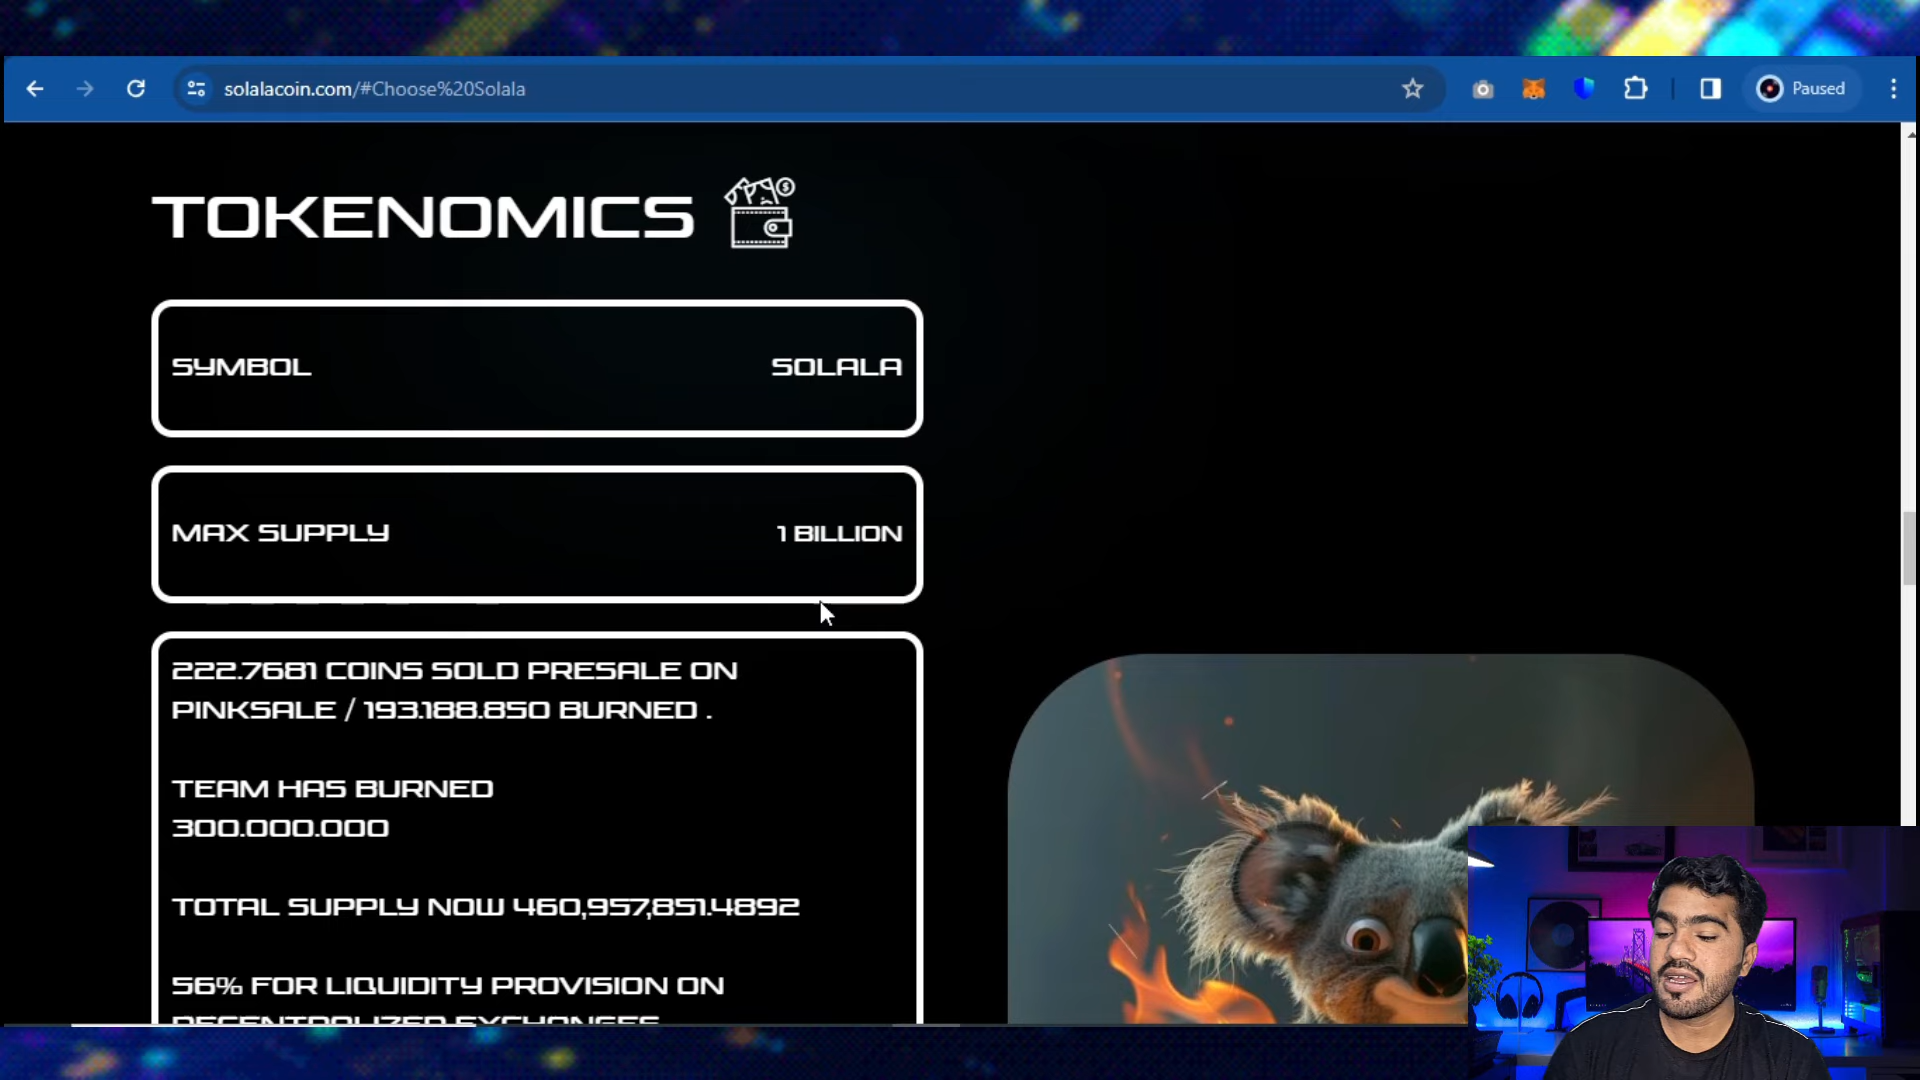 solalacoin.com/#Choose%20Solala
Paused
TOKENOMICS
SYMBOL SOLALA
MAX SUPPLY 1 BILLION
222.7681 COINS SOLD PRESALE ON
PINKSALE / 193.188.850 BURNED .
TEAM HAS BURNED
300.000.000
TOTAL SUPPLY NOW 460,957,851.4892
56% FOR LIQUIDITY PROVISION ON
DECENTRALIZED EXCHANGES